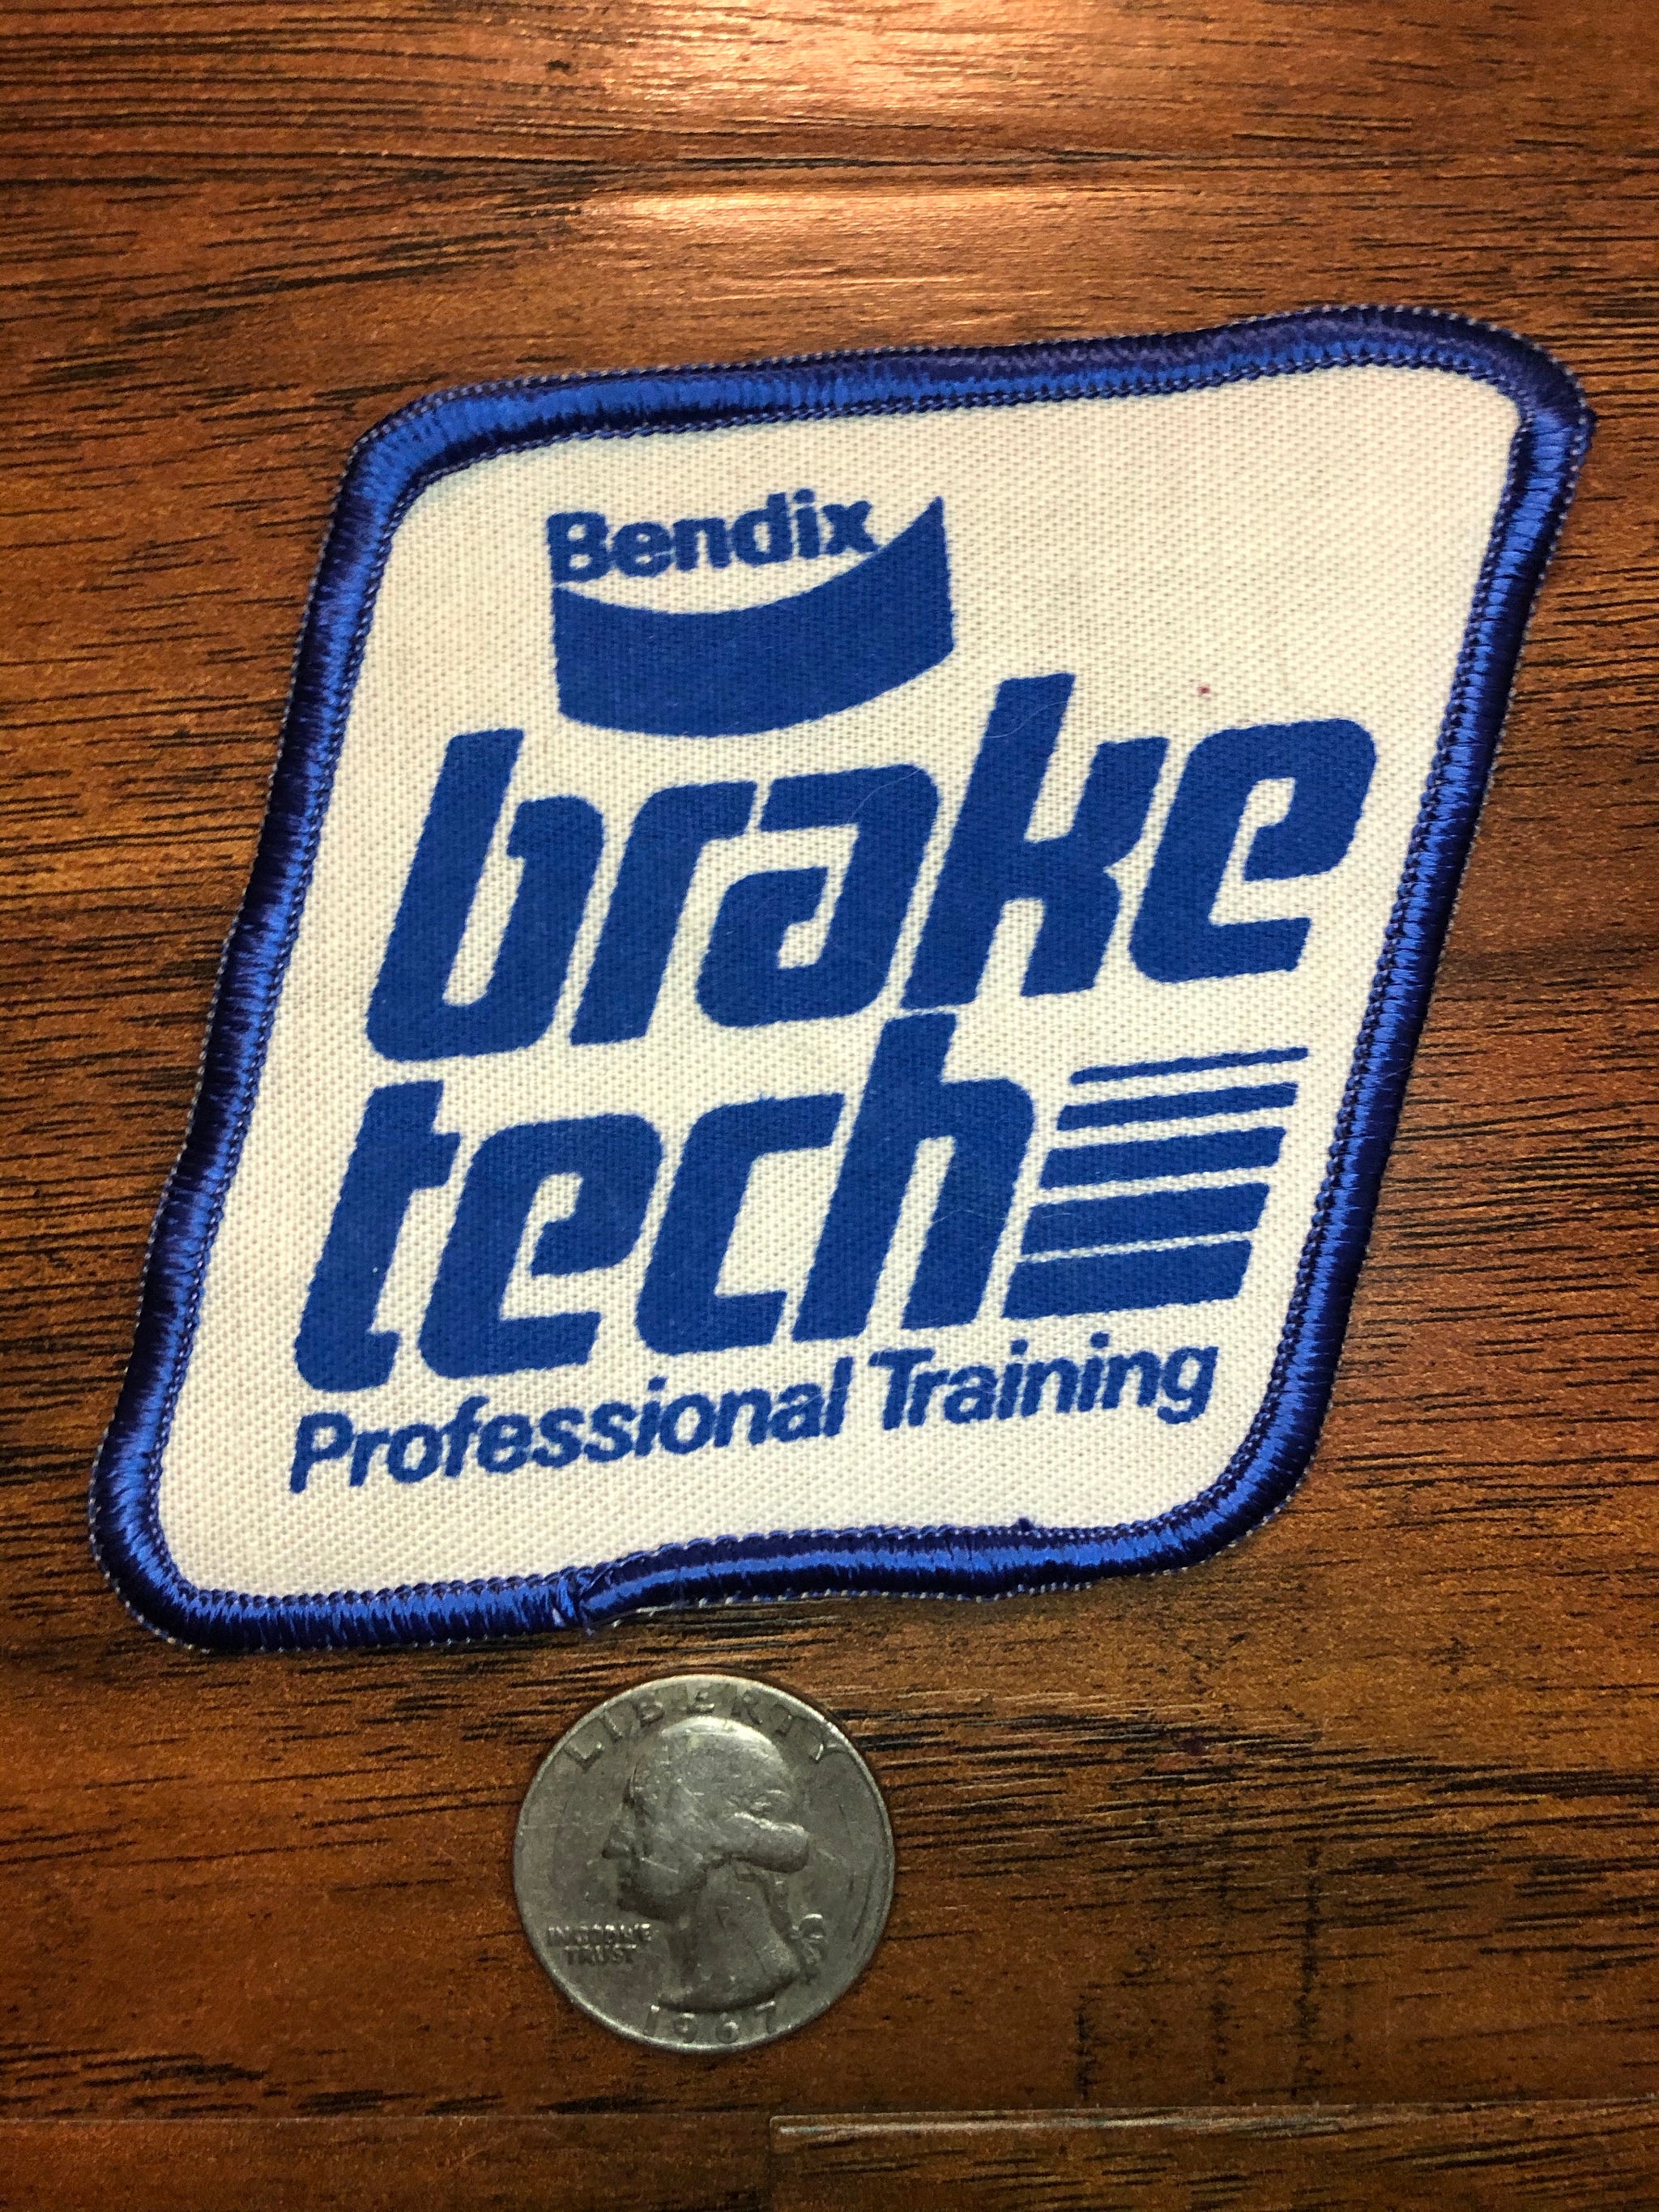 Bendix
brake
tech
Professional Training
LIBERTY
IN GOD WE
TRUST
1967